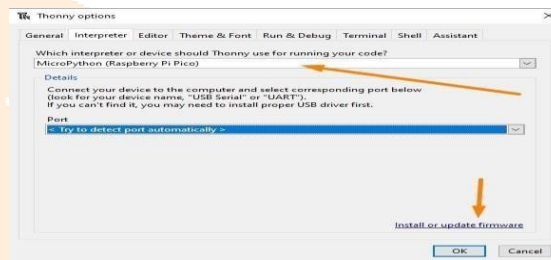 Thonny options
General Interpreter Editor Theme & Font Run & Debug Terminal Shell Assistant
Which interpreter or device should Thonny use for running your code?
MicroPython (Raspberry Pi Pico)
Details
Connect your device to the computer and select corresponding port below
(look for your device name, "USB Serial" or "UART").
If you can't find it, you may need to install proper USB driver first.
Port
< Try to detect port automatically >
Install or update firmware
OK Cancel